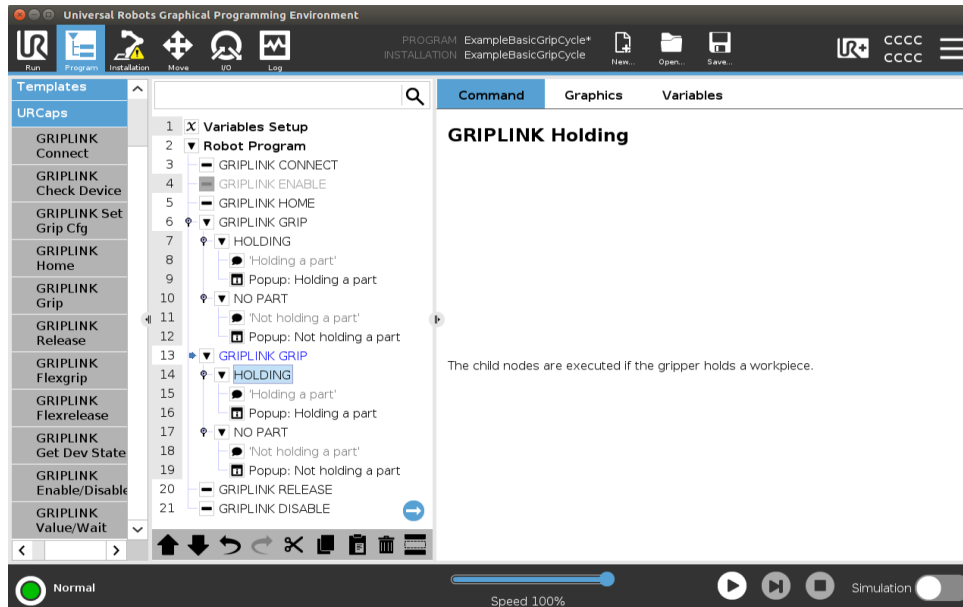 Universal Robots Graphical Programming Environment
Run
Program
Installation
Move
I/O
Log
PROGRAM ExampleBasicGripCycle*
INSTALLATION ExampleBasicGripCycle
New...
Open...
Save...
UR+
CCCC
CCCC
Templates
URCaps
GRIPLINK
Connect
GRIPLINK
Check Device
GRIPLINK Set
Grip Cfg
GRIPLINK
Home
GRIPLINK
Grip
GRIPLINK
Release
GRIPLINK
Flexgrip
GRIPLINK
Flexrelease
GRIPLINK
Get Dev State
GRIPLINK
Enable/Disable
GRIPLINK
Value/Wait
1 X Variables Setup
2 Robot Program
3 GRIPLINK CONNECT
4 GRIPLINK ENABLE
5 GRIPLINK HOME
6 GRIPLINK GRIP
7 HOLDING
8 'Holding a part'
9 Popup: Holding a part
10 NO PART
11 'Not holding a part'
12 Popup: Not holding a part
13 GRIPLINK GRIP
14 HOLDING
15 'Holding a part'
16 Popup: Holding a part
17 NO PART
18 'Not holding a part'
19 Popup: Not holding a part
20 GRIPLINK RELEASE
21 GRIPLINK DISABLE
Command Graphics Variables
GRIPLINK Holding
The child nodes are executed if the gripper holds a workpiece.
Normal
Speed 100%
Simulation